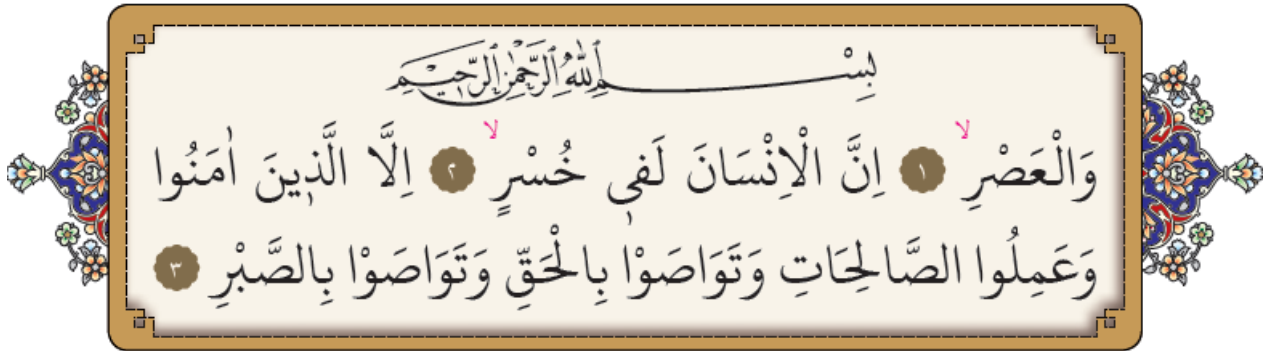 بِسْمِ اللّٰهِ الرَّحْمٰنِ الرَّحٖيمِ
وَالْعَصْرِۙ ﴿١﴾ اِنَّ الْاِنْسَانَ لَفٖى خُسْرٍۙ ﴿٢﴾ اِلَّا الَّذٖينَ اٰمَنُوا
وَعَمِلُوا الصَّالِحَاتِ وَتَوَاصَوْا بِالْحَقِّ وَتَوَاصَوْا بِالصَّبْرِ ﴿٣﴾